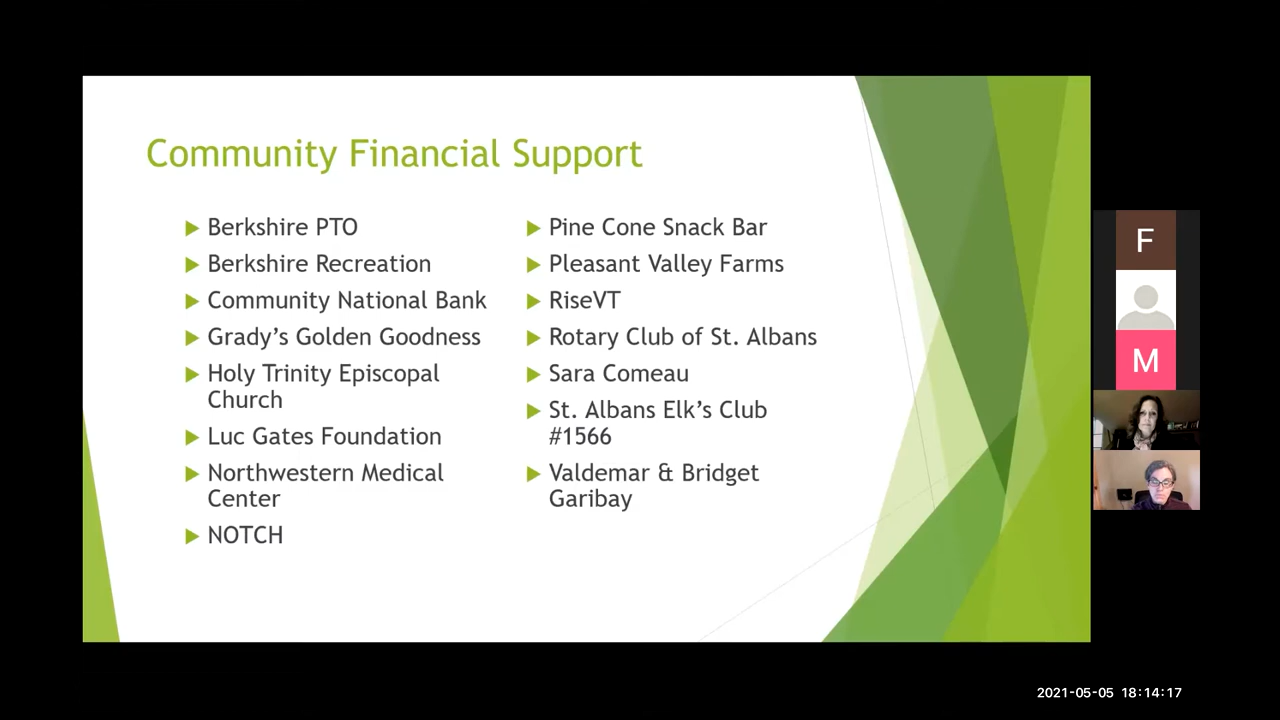 Community Financial Support
Berkshire PTO
Berkshire Recreation
Community National Bank
Grady's Golden Goodness
Holy Trinity Episcopal
Church
Luc Gates Foundation
Northwestern Medical
Center
NOTCH
Pine Cone Snack Bar
Pleasant Valley Farms
RiseVT
Rotary Club of St. Albans
Sara Comeau
St. Albans Elk's Club
#1566
Valdemar & Bridget
Garibay
F
M
2021-05-05 18:14:17